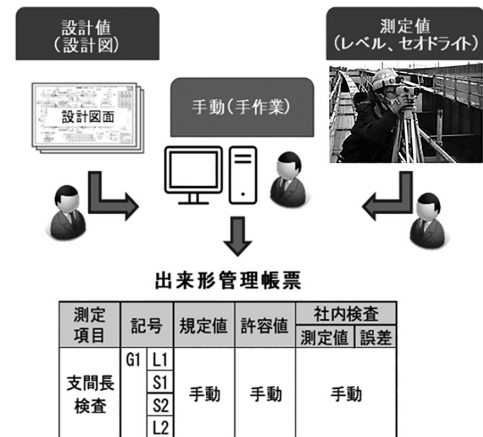 設計値
(設計図)
測定値
(レベル、セオドライト)
設計図面
手動(手作業)
出来形管理帳票
測定
項目
記号
規定値
許容値
社内検査
測定値
誤差
支間長
検査
G1
L1
S1
S2
L2
手動
手動
手動